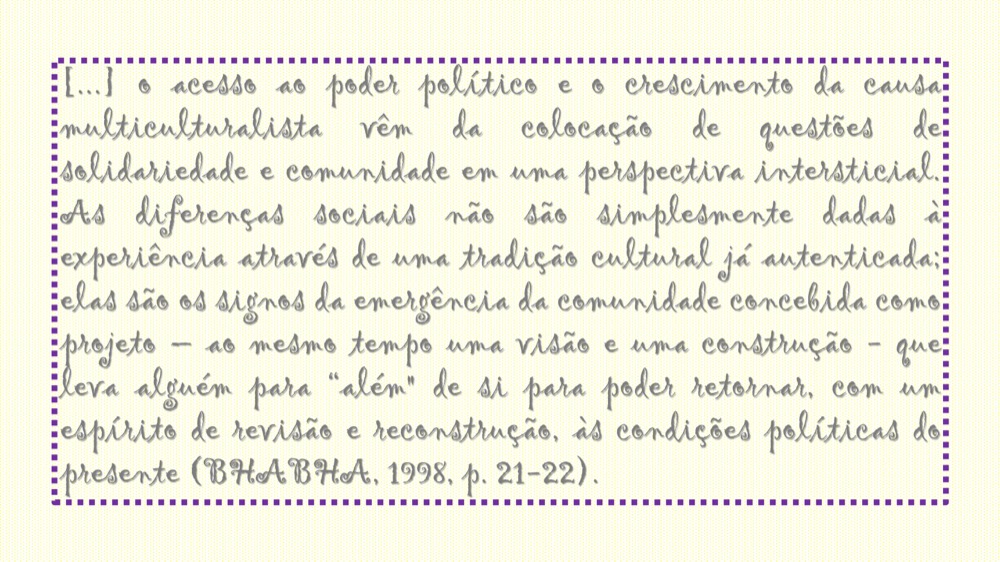 [...] o acesso ao poder político e o crescimento da causa
multiculturalista vêm da colocação de questões de
solidariedade e comunidade em uma perspectiva intersticial.
As diferenças sociais não são simplesmente dadas à
experiência através de uma tradição cultural já autenticada;
elas são os signos da emergência da comunidade concebida como
projeto – ao mesmo tempo uma visão e uma construção - que
leva alguém para “além" de si para poder retornar, com um
espírito de revisão e reconstrução, às condições políticas do
presente (BHABHA, 1998, p. 21-22).